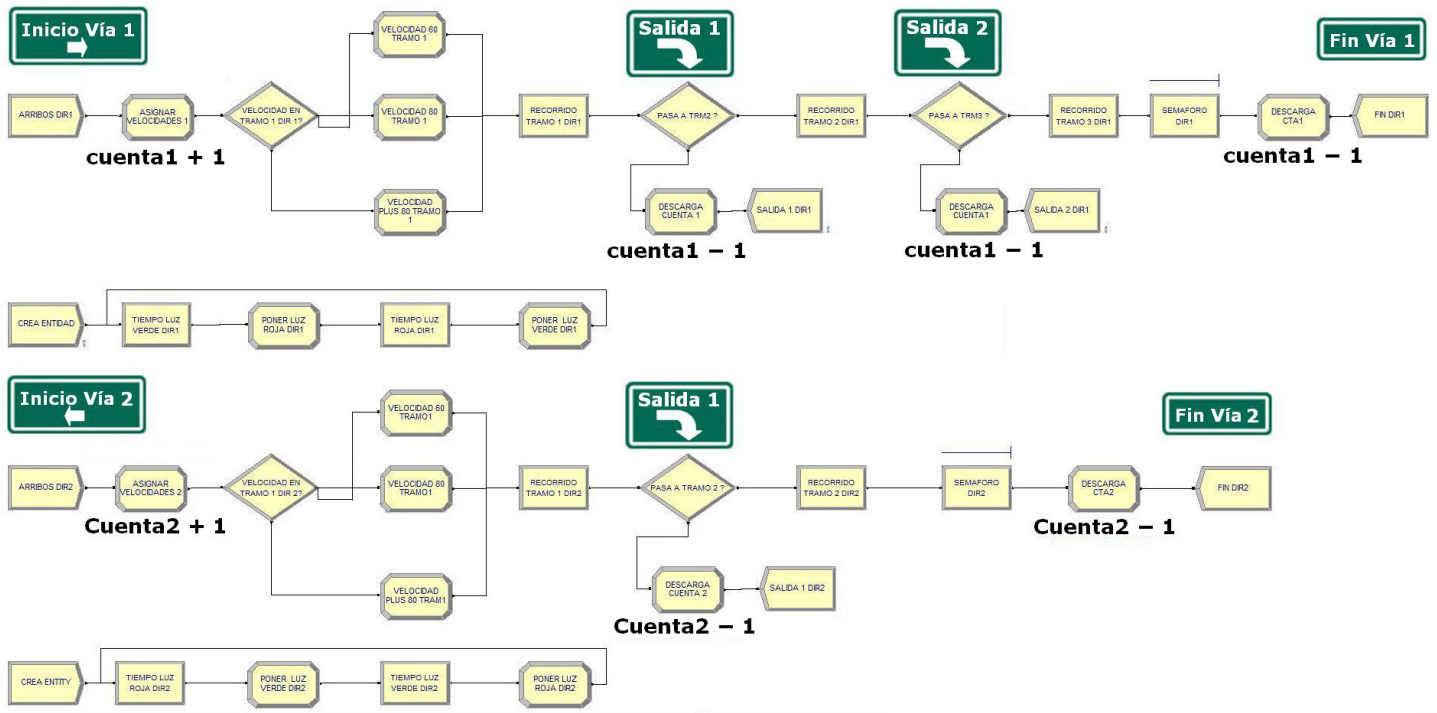 Inicio Vía 1
Salida 1
Salida 2
Fin Vía 1
VELOCIDAD 60
TRAMO 1
ARRIBOS DIR1
ASIGNAR
VELOCIDADES 1
VELOCIDAD EN
TRAMO 1 DIR 1?
VELOCIDAD 80
TRAMO 1
RECORRIDO
TRAMO 1 DIR1
PASA A TRM2 ?
RECORRIDO
TRAMO 2 DIR1
PASA A TRM3 ?
RECORRIDO
TRAMO 3 DIR1
SEMAFORO
DIR1
DESCARGA
CTA1
FIN DIR1
cuenta1 + 1
cuenta1 − 1
VELOCIDAD
PLUS 80 TRAMO
1
DESCARGA
CUENTA 1
SALIDA 1 DIR1
DESCARGA
CUENTA1
SALIDA 2 DIR1
cuenta1 − 1
cuenta1 − 1
CREA ENTIDAD
TIEMPO LUZ
VERDE DIR1
PONER LUZ
ROJA DIR1
TIEMPO LUZ
ROJA DIR1
PONER LUZ
VERDE DIR1
Inicio Vía 2
Salida 1
Fin Vía 2
VELOCIDAD 60
TRAMO1
ARRIBOS DIR2
ASIGNAR
VELOCIDADES 2
VELOCIDAD EN
TRAMO 1 DIR 2?
VELOCIDAD 80
TRAMO1
RECORRIDO
TRAMO 1 DIR2
PASA A TRAMO 2 ?
RECORRIDO
TRAMO 2 DIR2
SEMAFORO
DIR2
DESCARGA
CTA2
FIN DIR2
Cuenta2 + 1
Cuenta2 − 1
VELOCIDAD
PLUS 80 TRAM1
DESCARGA
CUENTA 2
SALIDA 1 DIR2
Cuenta2 − 1
CREA ENTITY
TIEMPO LUZ
ROJA DIR2
PONER LUZ
VERDE DIR2
TIEMPO LUZ
VERDE DIR2
PONER LUZ
ROJA DIR2